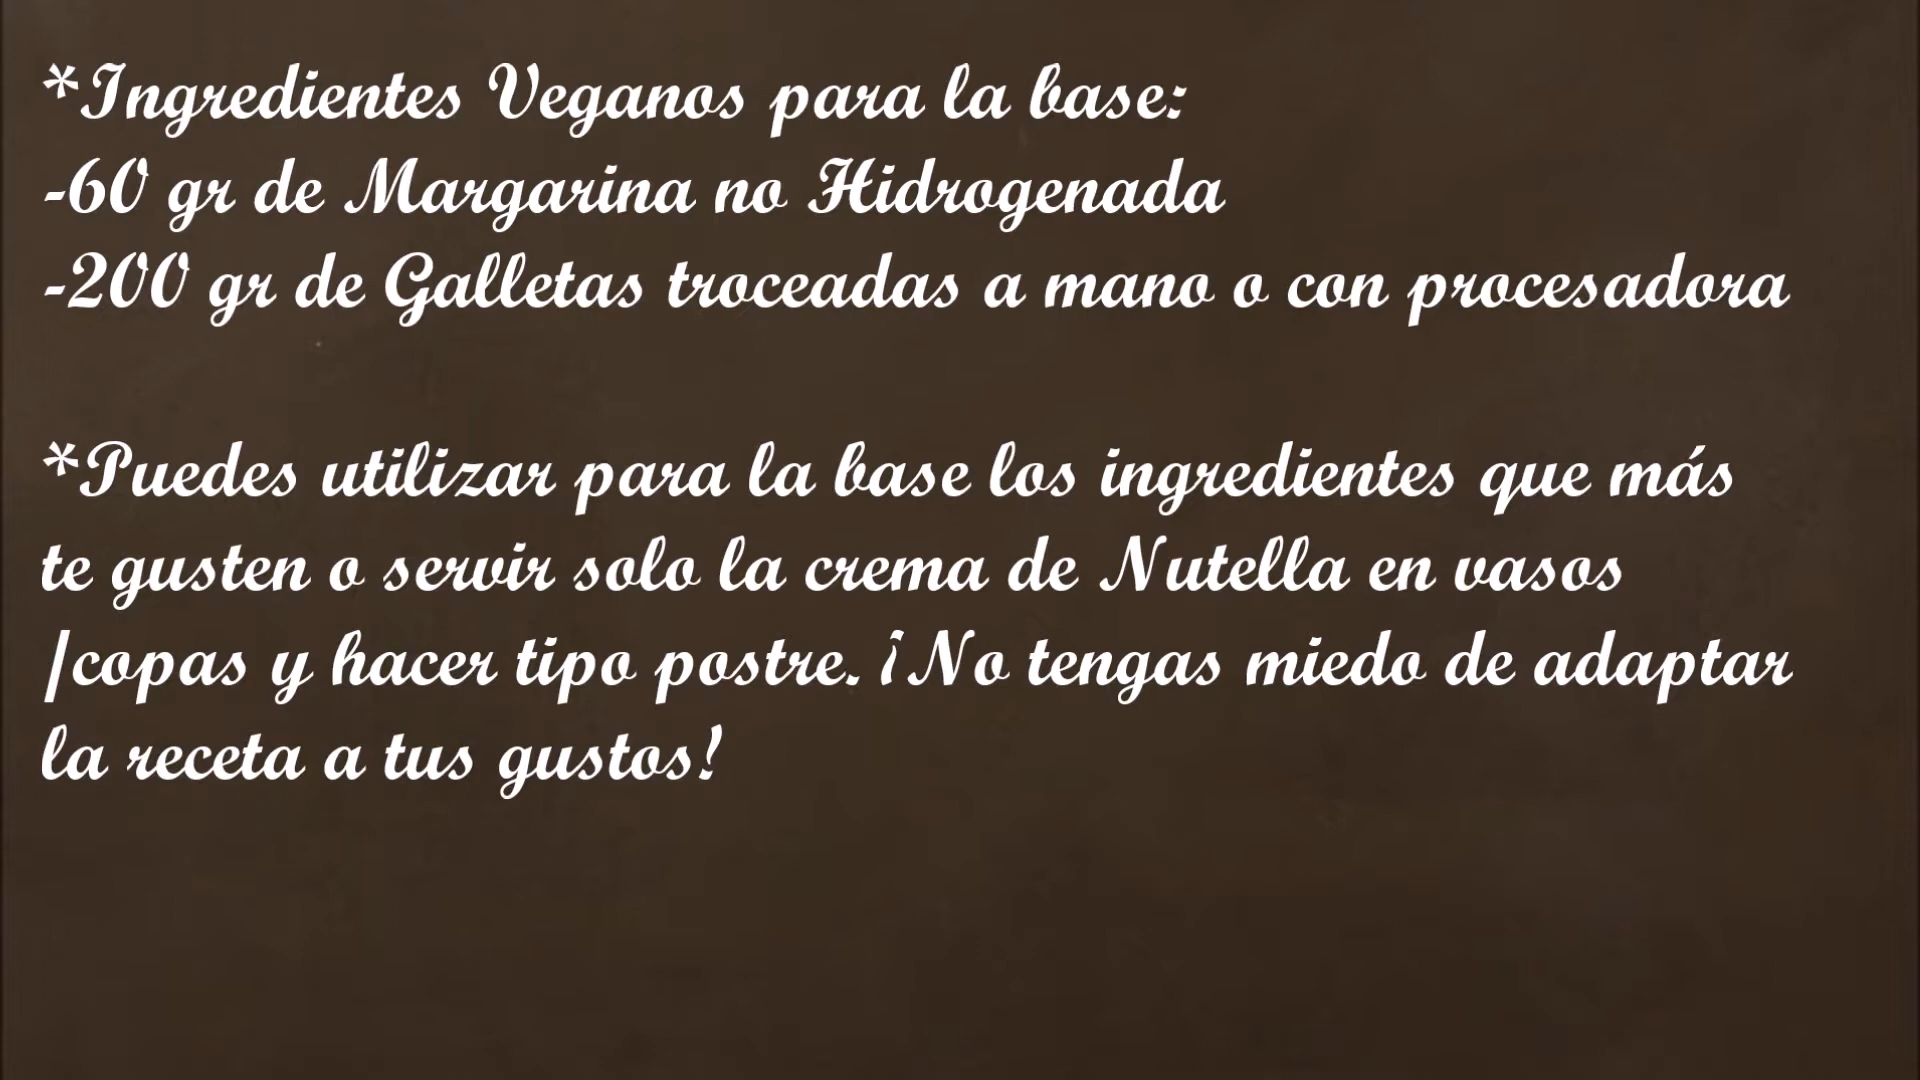 *Ingredientes Veganos para la base:
-60 gr de Margarina no Hidrogenada
-200 gr de Galletas troceadas a mano o con procesadora
*Puedes utilizar para la base los ingredientes que más
te gusten o servir solo la crema de Nutella en vasos
/copas y hacer tipo postre. ¡No tengas miedo de adaptar
la receta a tus gustos!